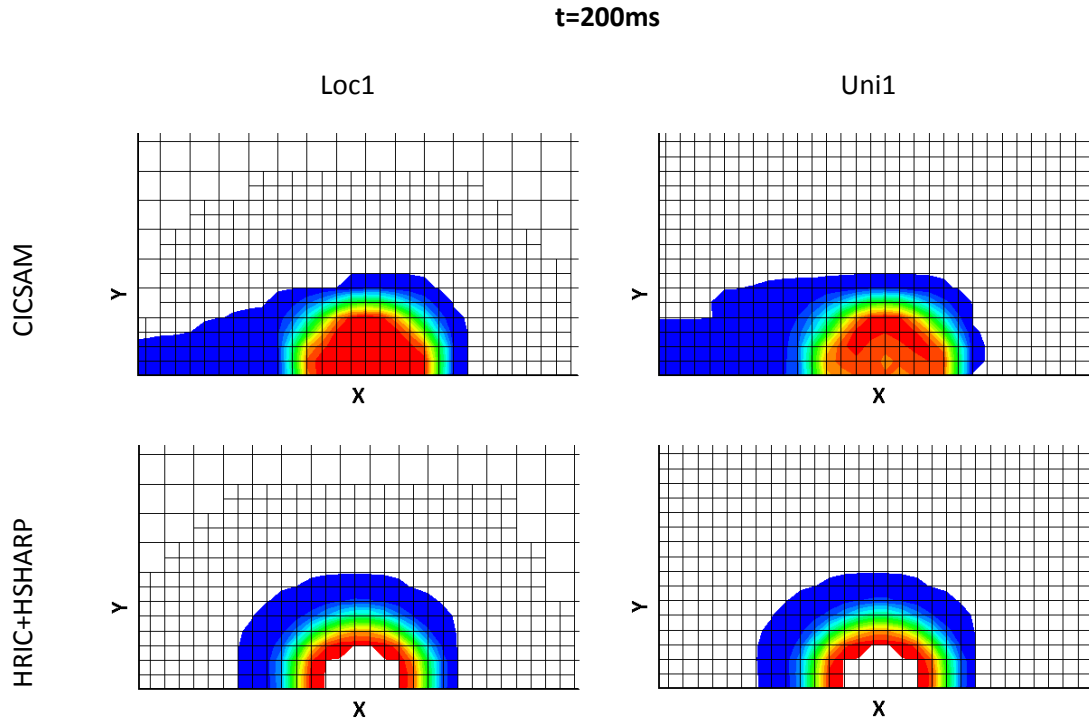 t=200ms
Loc1
Uni1
CICSAM
Y
X
Y
X
HRIC+HSHARP
Y
X
Y
X